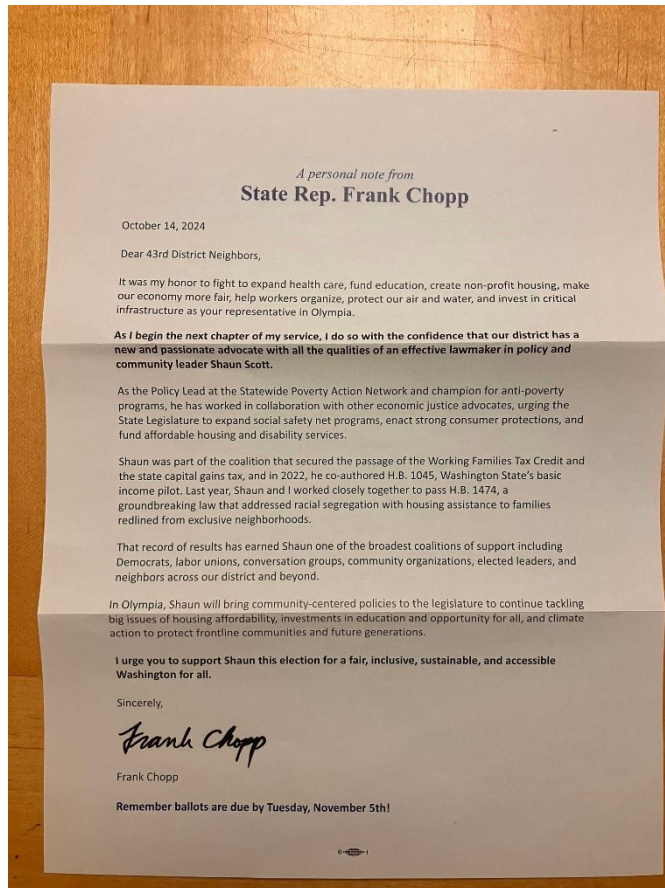 A personal note from
State Rep. Frank Chopp
October 14, 2024
Dear 43rd District Neighbors,
It was my honor to fight to expand health care, fund education, create non-profit housing, make
our economy more fair, help workers organize, protect our air and water, and invest in critical
infrastructure as your representative in Olympia.
As I begin the next chapter of my service, I do so with the confidence that our district has a
new and passionate advocate with all the qualities of an effective lawmaker in policy and
community leader Shaun Scott.
As the Policy Lead at the Statewide Poverty Action Network and champion for anti-poverty
programs, he has worked in collaboration with other economic justice advocates, urging the
State Legislature to expand social safety net programs, enact strong consumer protections, and
fund affordable housing and disability services.
Shaun was part of the coalition that secured the passage of the Working Families Tax Credit and
the state capital gains tax, and in 2022, he co-authored H.B. 1045, Washington State's basic
income pilot. Last year, Shaun and I worked closely together to pass H.B. 1474, a
groundbreaking law that addressed racial segregation with housing assistance to families
redlined from exclusive neighborhoods.
That record of results has earned Shaun one of the broadest coalitions of support including
Democrats, labor unions, conversation groups, community organizations, elected leaders, and
neighbors across our district and beyond.
In Olympia, Shaun will bring community-centered policies to the legislature to continue tackling
big issues of housing affordability, investments in education and opportunity for all, and climate
action to protect frontline communities and future generations.
I urge you to support Shaun this election for a fair, inclusive, sustainable, and accessible
Washington for all.
Sincerely,
Frank Chopp
Frank Chopp
Remember ballots are due by Tuesday, November 5th!